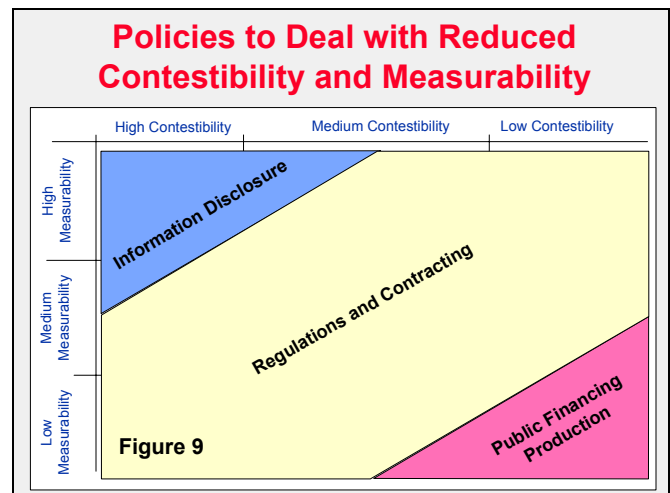 Policies to Deal with Reduced
Contestibility and Measurability
High Contestibility
Medium Contestibility
Low Contestibility
High
Measurability
Medium
Measurability
Low
Measurability
Information Disclosure
Regulations and Contracting
Public Financing
Production
Figure 9